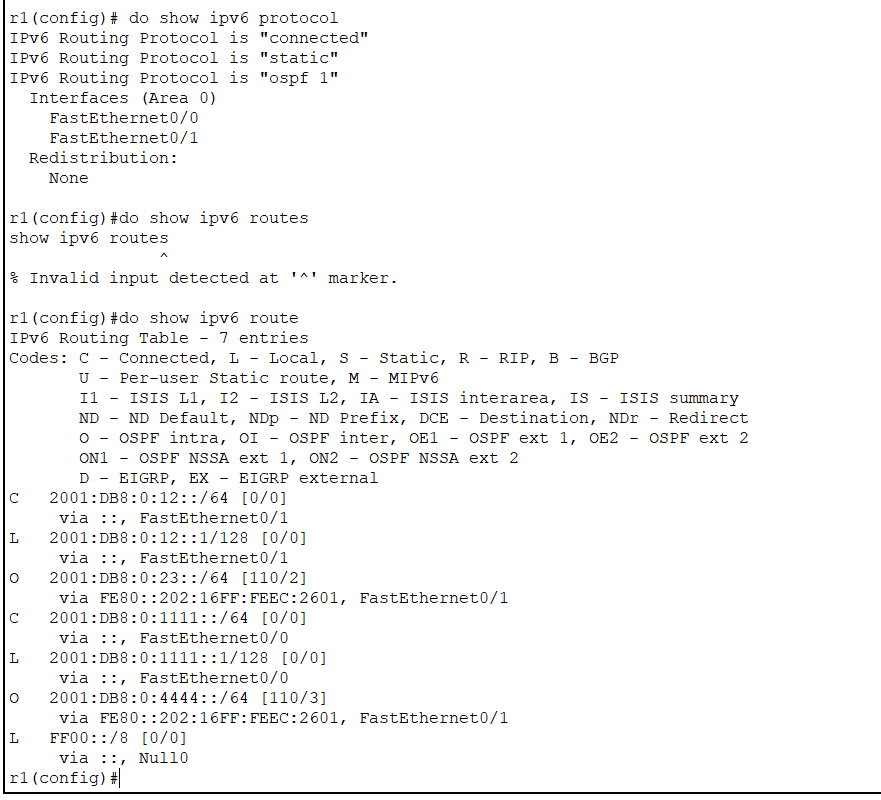 r1(config)# do show ipv6 protocol
IPv6 Routing Protocol is "connected"
IPv6 Routing Protocol is "static"
IPv6 Routing Protocol is "ospf 1"
  Interfaces (Area 0)
    FastEthernet0/0
    FastEthernet0/1
  Redistribution:
    None

r1(config)#do show ipv6 routes
show ipv6 routes
               ^
% Invalid input detected at '^' marker.

r1(config)#do show ipv6 route
IPv6 Routing Table - 7 entries
Codes: C - Connected, L - Local, S - Static, R - RIP, B - BGP
       U - Per-user Static route, M - MIPv6
       I1 - ISIS L1, I2 - ISIS L2, IA - ISIS interarea, IS - ISIS summary
       ND - ND Default, NDp - ND Prefix, DCE - Destination, NDr - Redirect
       O - OSPF intra, OI - OSPF inter, OE1 - OSPF ext 1, OE2 - OSPF ext 2
       ON1 - OSPF NSSA ext 1, ON2 - OSPF NSSA ext 2
       D - EIGRP, EX - EIGRP external
C   2001:DB8:0:12::/64 [0/0]
     via ::, FastEthernet0/1
L   2001:DB8:0:12::1/128 [0/0]
     via ::, FastEthernet0/1
O   2001:DB8:0:23::/64 [110/2]
     via FE80::202:16FF:FEEC:2601, FastEthernet0/1
C   2001:DB8:0:1111::/64 [0/0]
     via ::, FastEthernet0/0
L   2001:DB8:0:1111::1/128 [0/0]
     via ::, FastEthernet0/0
O   2001:DB8:0:4444::/64 [110/3]
     via FE80::202:16FF:FEEC:2601, FastEthernet0/1
L   FF00::/8 [0/0]
     via ::, Null0
r1(config)#